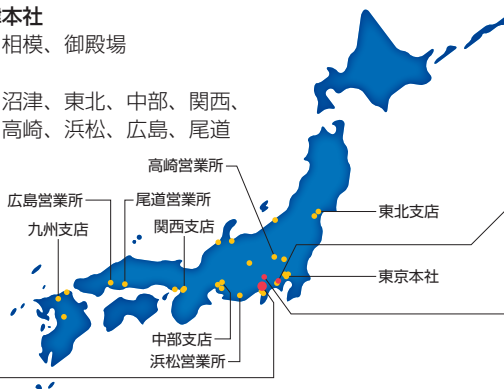 本社
相模、御殿場
沼津、東北、中部、関西、
高崎、浜松、広島、尾道
高崎営業所
広島営業所
尾道営業所
九州支店
関西支店
東北支店
東京本社
中部支店
浜松営業所